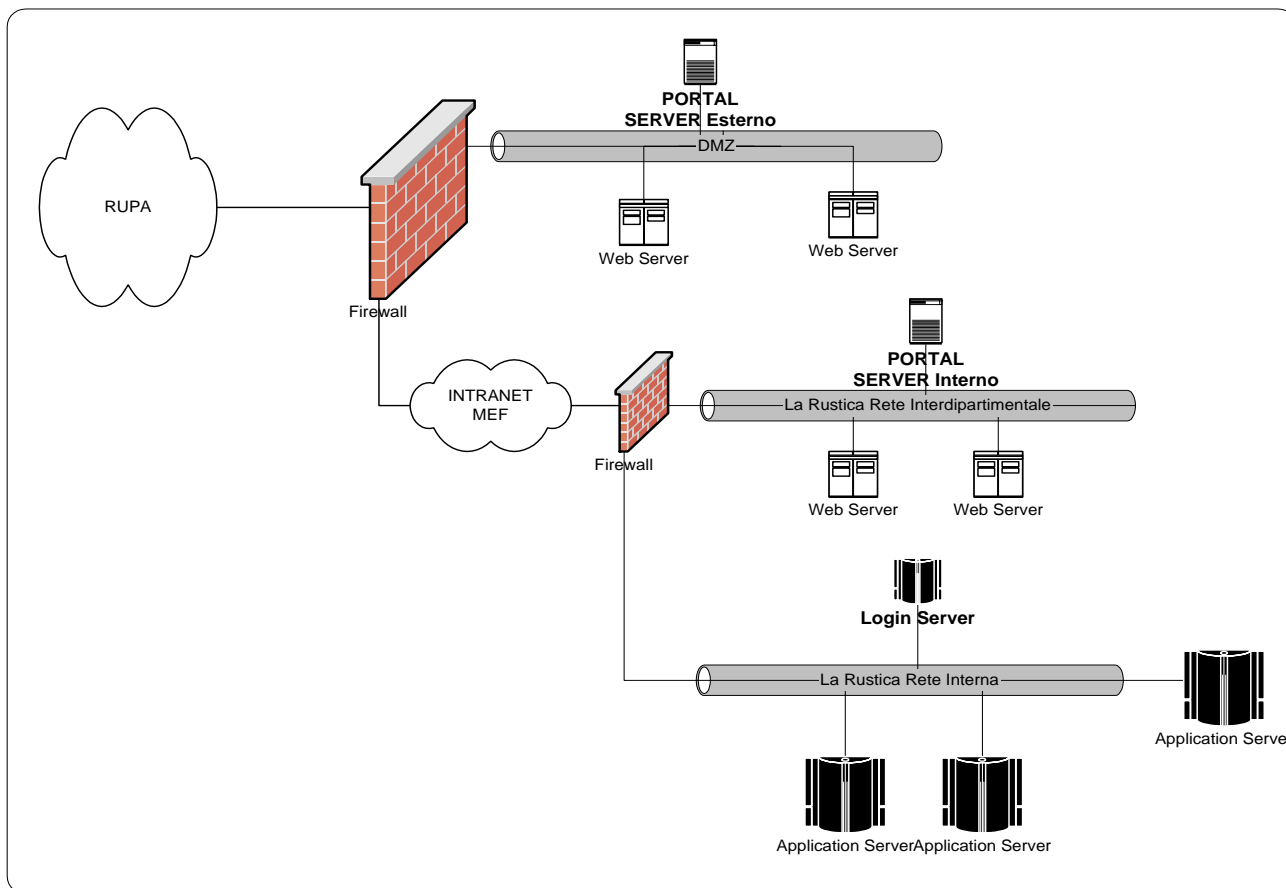 PORTAL
SERVER Esterno
DMZ
RUPA
Web Server
Web Server
Firewall
PORTAL
SERVER Interno
INTRANET
MEF
La Rustica Rete Interdipartimentale
Firewall
Web Server
Web Server
Login Server
La Rustica Rete Interna
Application Server
Application Server
Application Server